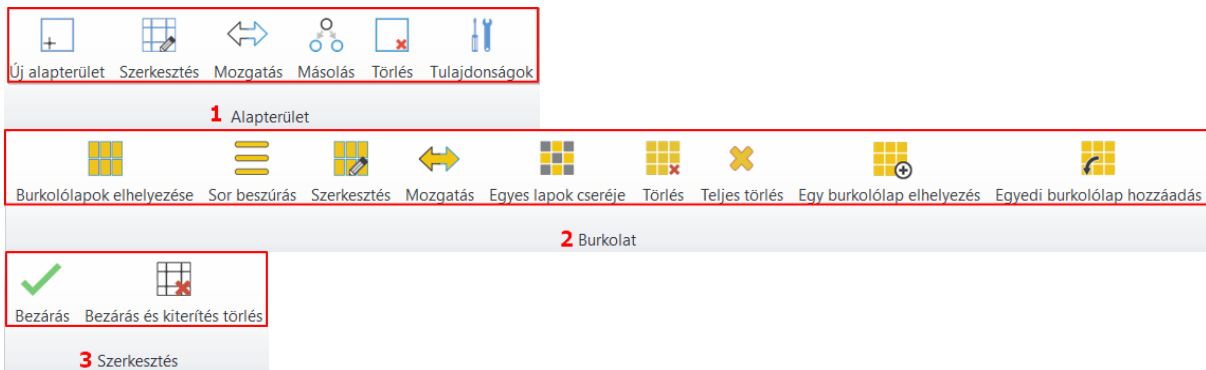 Új alapterület Szerkesztés Mozgatás Másolás Törlés Tulajdonságok
1 Alapterület
Burkolólapok elhelyezése Sor beszúrás Szerkesztés Mozgatás Egyes lapok cseréje Törlés Teljes törlés Egy burkolólap elhelyezés Egyedi burkolólap hozzáadás
2 Burkolat
Bezárás Bezárás és kiterítés törlés
3 Szerkesztés